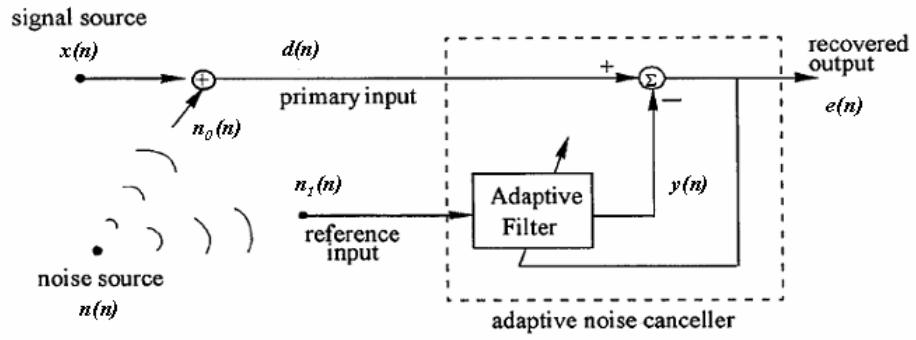 signal source
x(n)
d(n)
+
primary input
n₀(n)
+
Σ
−
recovered
output
e(n)
n₁(n)
reference
input
Adaptive
Filter
y(n)
noise source
n(n)
adaptive noise canceller